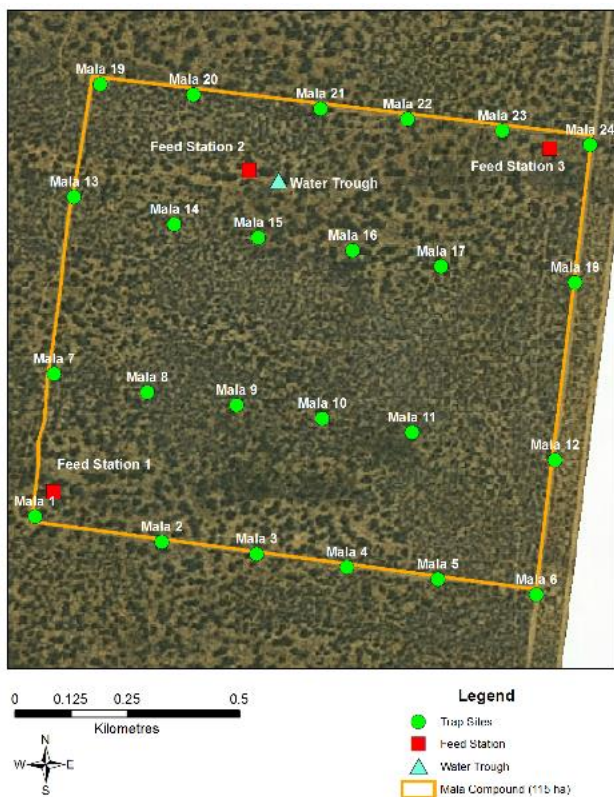 Mala 19
Mala 20
Mala 21
Mala 22
Mala 23
Mala 24
Feed Station 2
Feed Station 3
Water Trough
Mala 13
Mala 14
Mala 15
Mala 16
Mala 17
Mala 18
Mala 7
Mala 8
Mala 9
Mala 10
Mala 11
Mala 12
Feed Station 1
Mala 1
Mala 2
Mala 3
Mala 4
Mala 5
Mala 6
0 0.125 0.25 0.5
Kilometres
N
W E
S
Legend
Trap Sites
Feed Station
Water Trough
Mala Compound (115 ha)